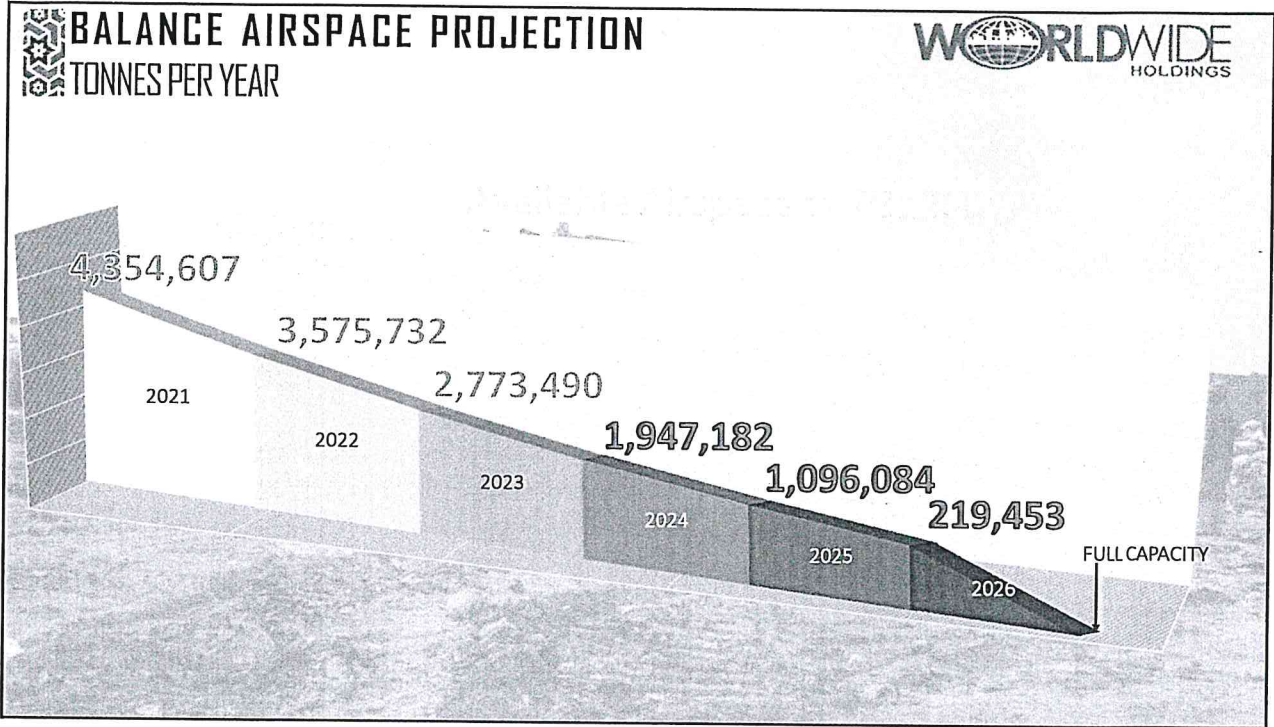 BALANCE AIRSPACE PROJECTION
TONNES PER YEAR
WORLDWIDE
HOLDINGS
4,354,607
3,575,732
2,773,490
1,947,182
1,096,084
219,453
2021
2022
2023
2024
2025
2026
FULL CAPACITY